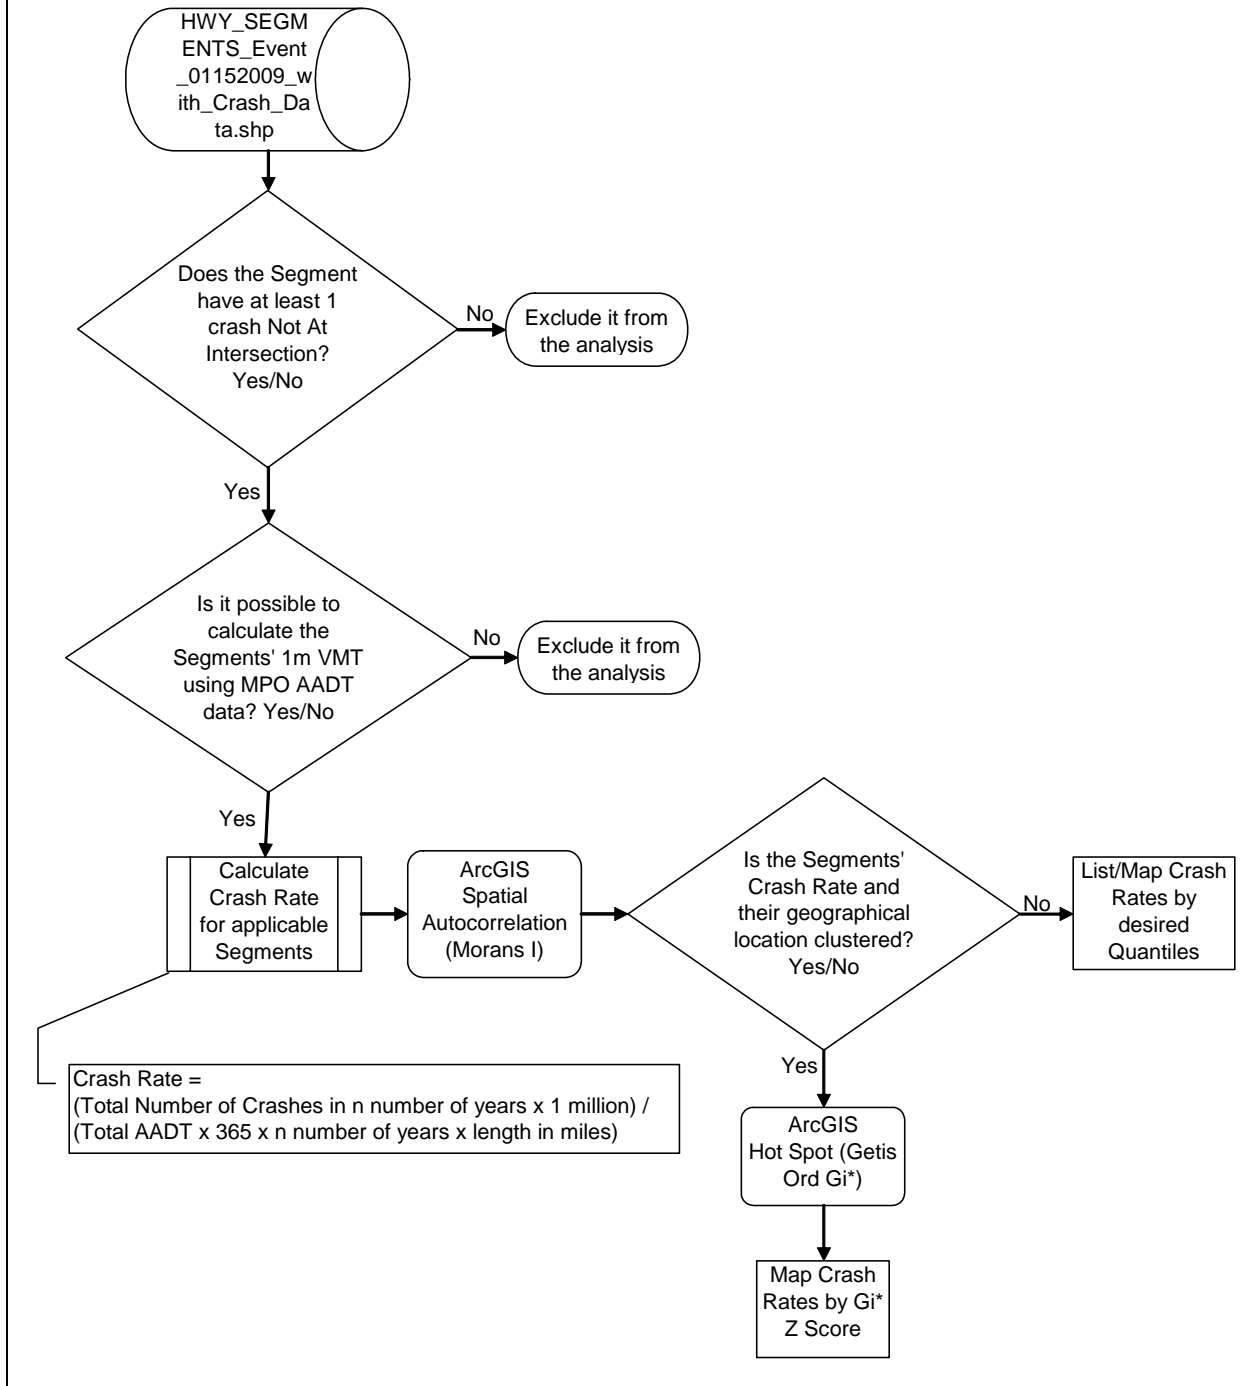 HWY_SEGM
ENTS_Event
_01152009_w
ith_Crash_Da
ta.shp
Does the Segment
have at least 1
crash Not At
Intersection?
Yes/No
No
Exclude it from
the analysis
Yes
Is it possible to
calculate the
Segments' 1m VMT
using MPO AADT
data? Yes/No
No
Exclude it from
the analysis
Yes
Calculate
Crash Rate
for applicable
Segments
ArcGIS
Spatial
Autocorrelation
(Morans I)
Is the Segments'
Crash Rate and
their geographical
location clustered?
Yes/No
No
List/Map Crash
Rates by
desired
Quantiles
Crash Rate =
(Total Number of Crashes in n number of years x 1 million) /
(Total AADT x 365 x n number of years x length in miles)
Yes
ArcGIS
Hot Spot (Getis
Ord Gi*)
Map Crash
Rates by Gi*
Z Score